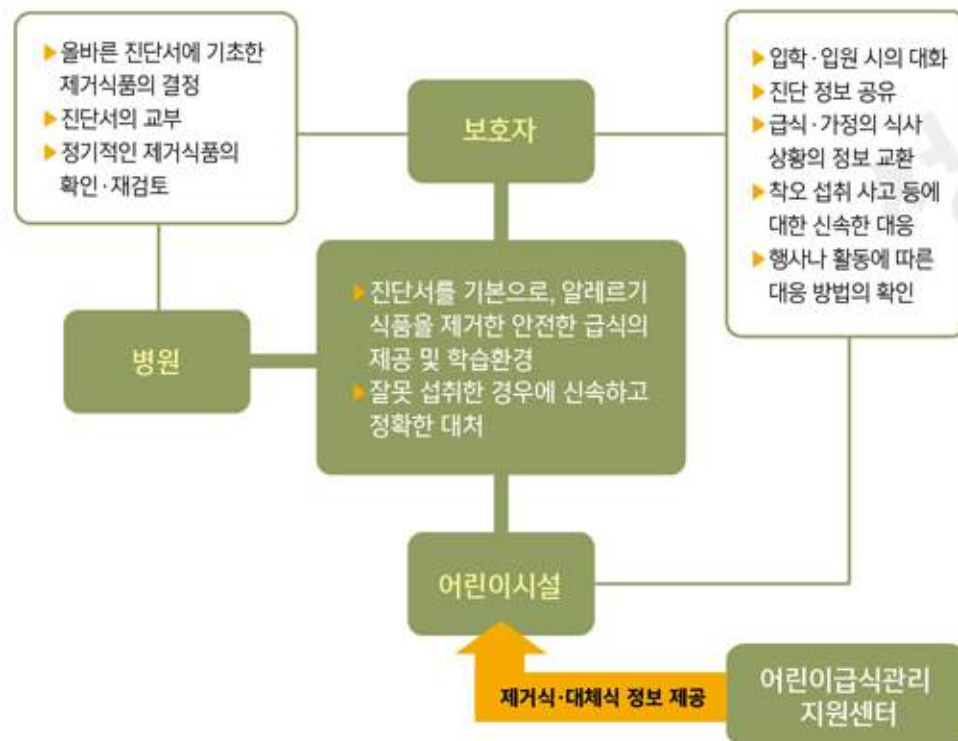 ▶올바른 진단서에 기초한
제거식품의 결정
▶진단서의 교부
▶정기적인 제거식품의
확인·재검토
보호자
▶입학·입원 시의 대화
▶진단 정보 공유
▶급식·가정의 식사
상황의 정보 교환
▶착오 섭취 사고 등에
대한 신속한 대응
▶행사나 활동에 따른
대응 방법의 확인
병원
▶진단서를 기본으로, 알레르기
식품을 제거한 안전한 급식의
제공 및 학습환경
▶잘못 섭취한 경우에 신속하고
정확한 대처
어린이시설
제거식·대체식 정보 제공
어린이급식관리
지원센터